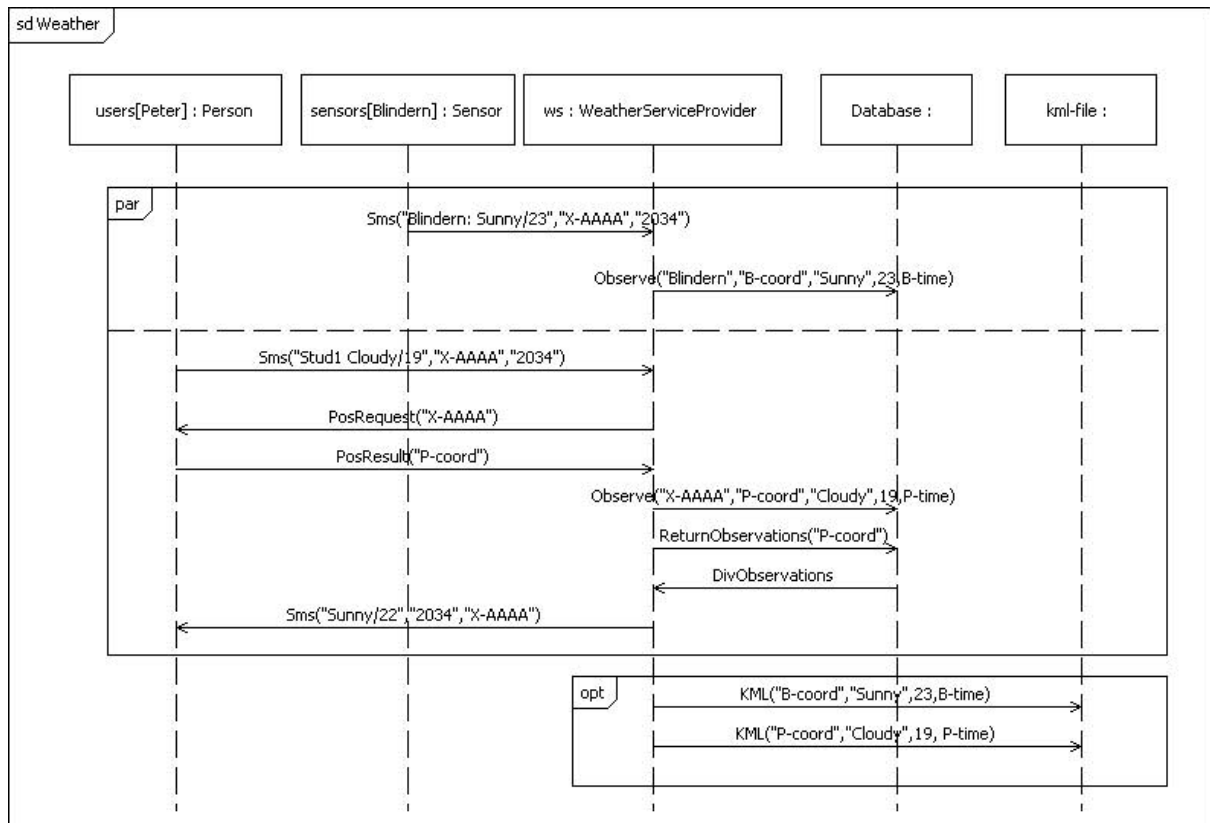 sd Weather
users[Peter] : Person
sensors[Blindern] : Sensor
ws : WeatherServiceProvider
Database :
kml-file :
par
Sms("Blindern: Sunny/23","X-AAAA","2034")
Observe("Blindern","B-coord","Sunny",23,B-time)
Sms("Stud1 Cloudy/19","X-AAAA","2034")
PosRequest("X-AAAA")
PosResult("P-coord")
Observe("X-AAAA","P-coord","Cloudy",19,P-time)
ReturnObservations("P-coord")
DivObservations
Sms("Sunny/22","2034","X-AAAA")
opt
KML("B-coord","Sunny",23,B-time)
KML("P-coord","Cloudy",19, P-time)